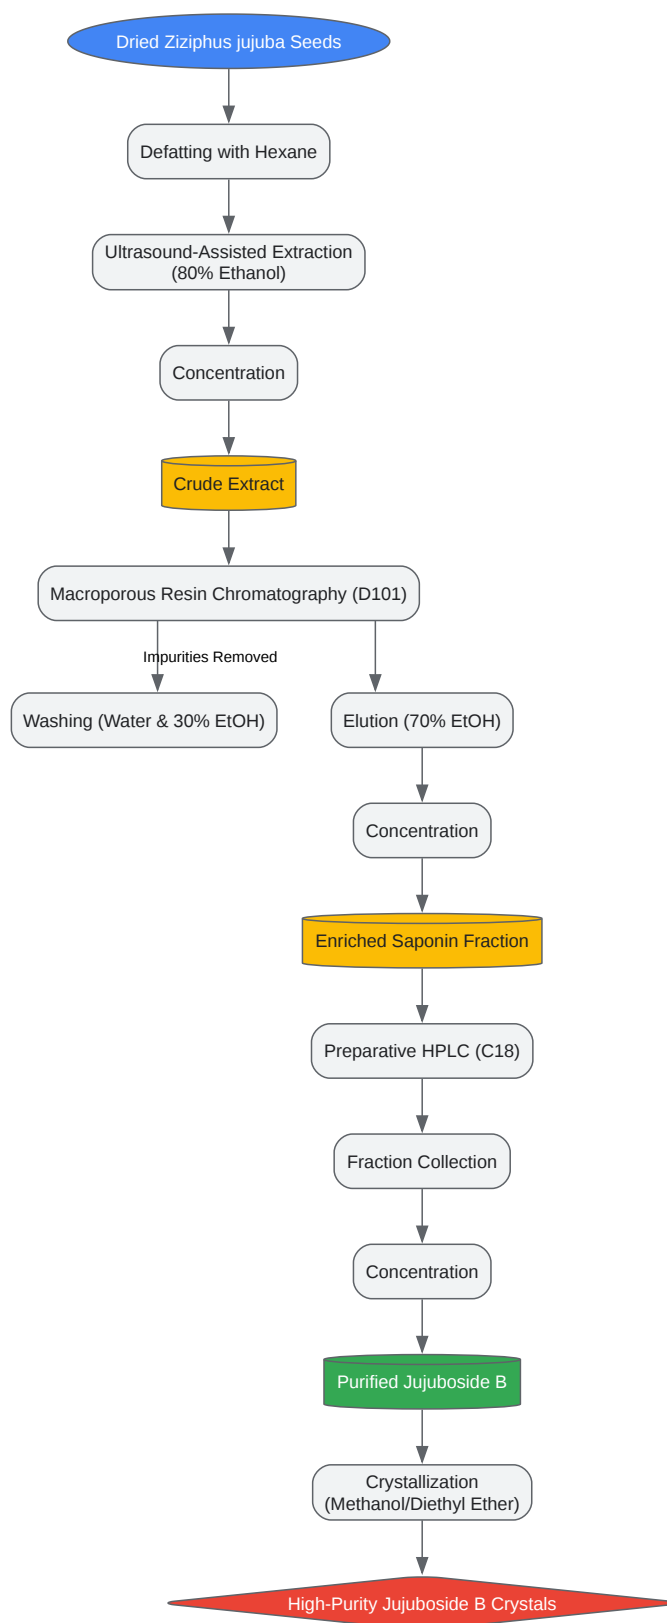 Dried Ziziphus jujuba Seeds
Defatting with Hexane
Ultrasound-Assisted Extraction
(80% Ethanol)
Concentration
Crude Extract
Macroporous Resin Chromatography (D101)
Impurities Removed
Washing (Water & 30% EtOH)
Elution (70% EtOH)
Concentration
Enriched Saponin Fraction
Preparative HPLC (C18)
Fraction Collection
Concentration
Purified Jujuboside B
Crystallization
(Methanol/Diethyl Ether)
High-Purity Jujuboside B Crystals